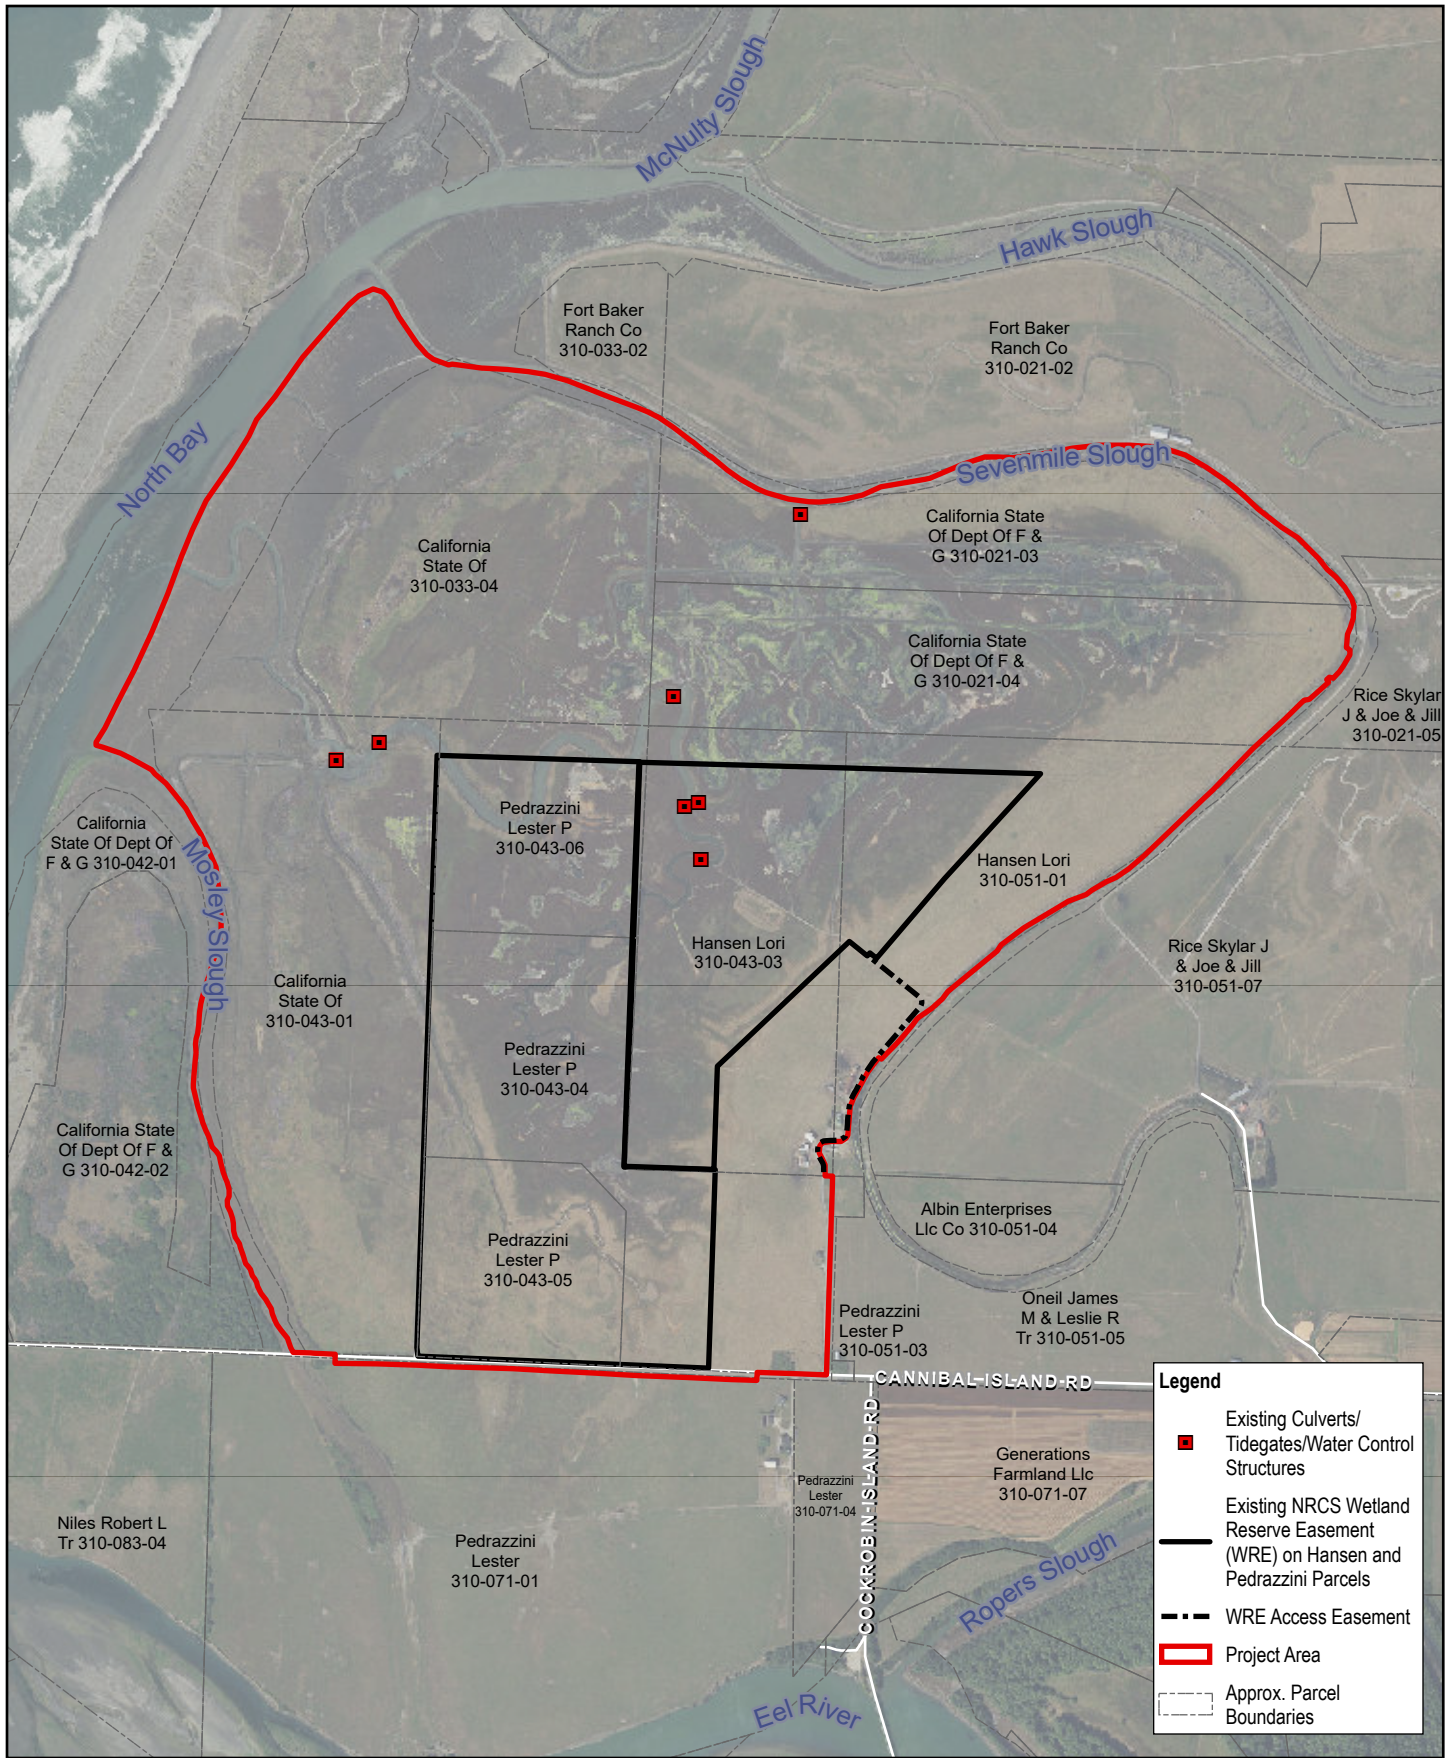 McNulty Slough
Hawk Slough
Fort Baker
Ranch Co
310-033-02
Fort Baker
Ranch Co
310-021-02
North Bay
Sevenmile Slough
California State
Of Dept Of F &
G 310-021-03
California
State Of
310-033-04
California State
Of Dept Of F &
G 310-021-04
Rice Skylar
J & Joe & Jill
310-021-05
California
State Of Dept Of
F & G 310-042-01
Mosley Slough
Pedrazzini
Lester P
310-043-06
Hansen Lori
310-051-01
Hansen Lori
310-043-03
Rice Skylar J
& Joe & Jill
310-051-07
California
State Of
310-043-01
Pedrazzini
Lester P
310-043-04
California State
Of Dept Of F &
G 310-042-02
Albin Enterprises
Llc Co 310-051-04
Pedrazzini
Lester P
310-043-05
Oneil James
M & Leslie R
Tr 310-051-05
Pedrazzini
Lester P
310-051-03
CANNIBAL ISLAND RD
COCKROBIN ISLAND RD
Generations
Farmland Llc
310-071-07
Pedrazzini
Lester
310-071-04
Niles Robert L
Tr 310-083-04
Pedrazzini
Lester
310-071-01
Ropers Slough
Eel River
Legend
Existing Culverts/
Tidegates/Water Control
Structures
Existing NRCS Wetland
Reserve Easement
(WRE) on Hansen and
Pedrazzini Parcels
WRE Access Easement
Project Area
Approx. Parcel
Boundaries